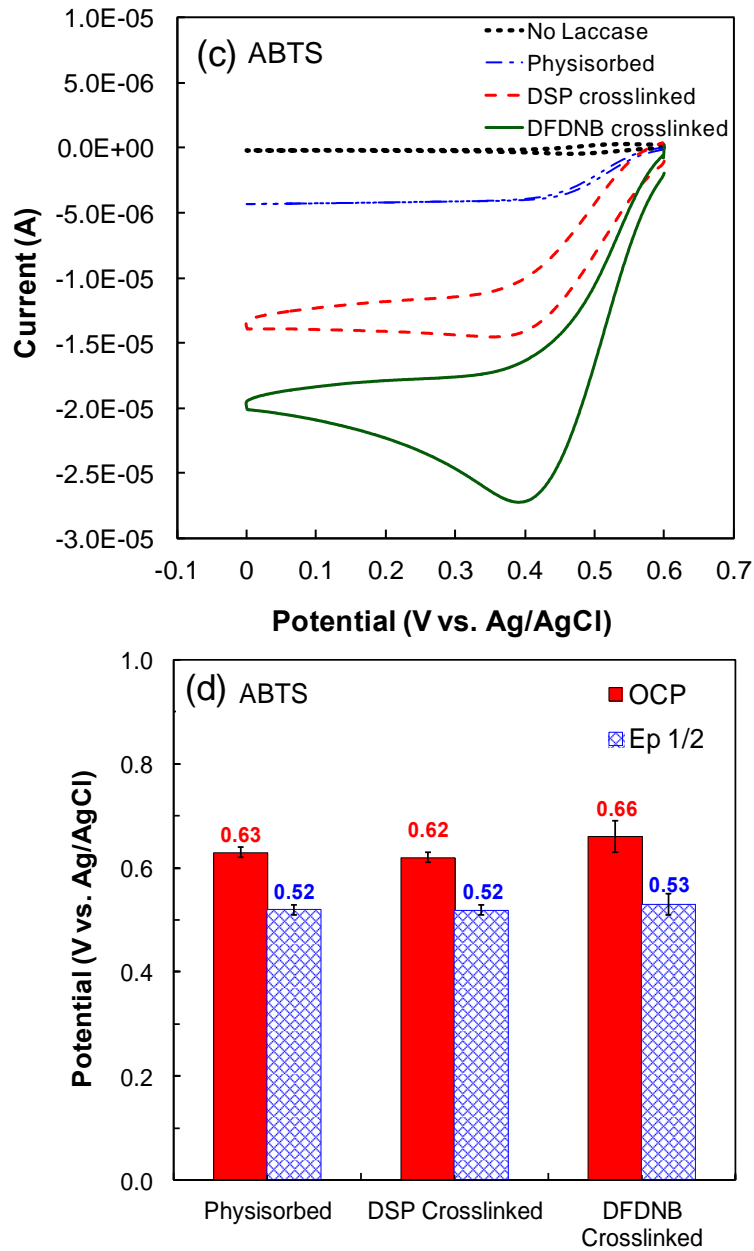 (c) ABTS
No Laccase
Physisorbed
DSP crosslinked
DFDNB crosslinked
1.0E-05
5.0E-06
0.0E+00
-5.0E-06
-1.0E-05
-1.5E-05
-2.0E-05
-2.5E-05
-3.0E-05
Current (A)
-0.1 0 0.1 0.2 0.3 0.4 0.5 0.6 0.7
Potential (V vs. Ag/AgCl)
(d) ABTS
OCP
Ep 1/2
1.0
0.8
0.6
0.4
0.2
0.0
Potential (V vs. Ag/AgCl)
0.63 0.52 0.62 0.52 0.66 0.53
Physisorbed DSP Crosslinked DFDNB
Crosslinked